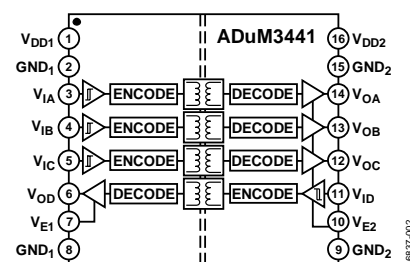 ADuM3441
VDD1 1 16 VDD2
GND1 2 15 GND2
VIA 3 ENCODE DECODE 14 VOA
VIB 4 ENCODE DECODE 13 VOB
VIC 5 ENCODE DECODE 12 VOC
VOD 6 DECODE ENCODE 11 VID
VE1 7 10 VE2
GND1 8 9 GND2
6837-002